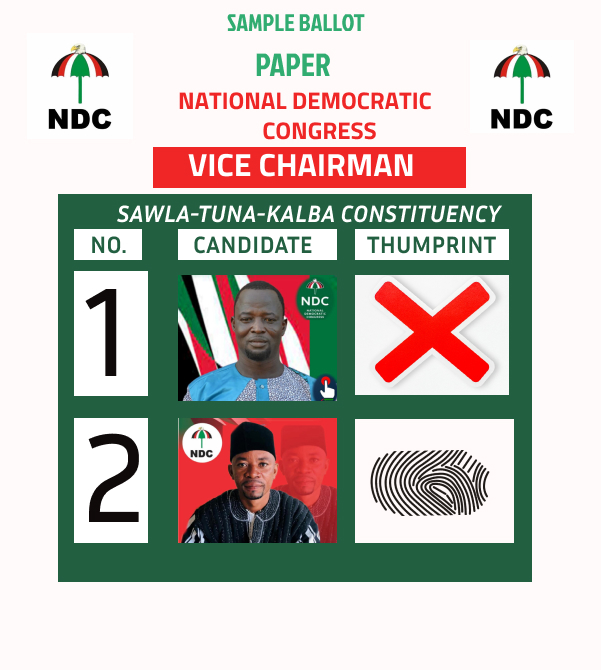 SAMPLE BALLOT
PAPER
NATIONAL DEMOCRATIC
CONGRESS
NDC
NDC
VICE CHAIRMAN
SAWLA-TUNA-KALBA CONSTITUENCY
NO.
CANDIDATE
THUMPRINT
1
NDC
NATIONAL
DEMOCRATIC
CONGRESS
2
NDC